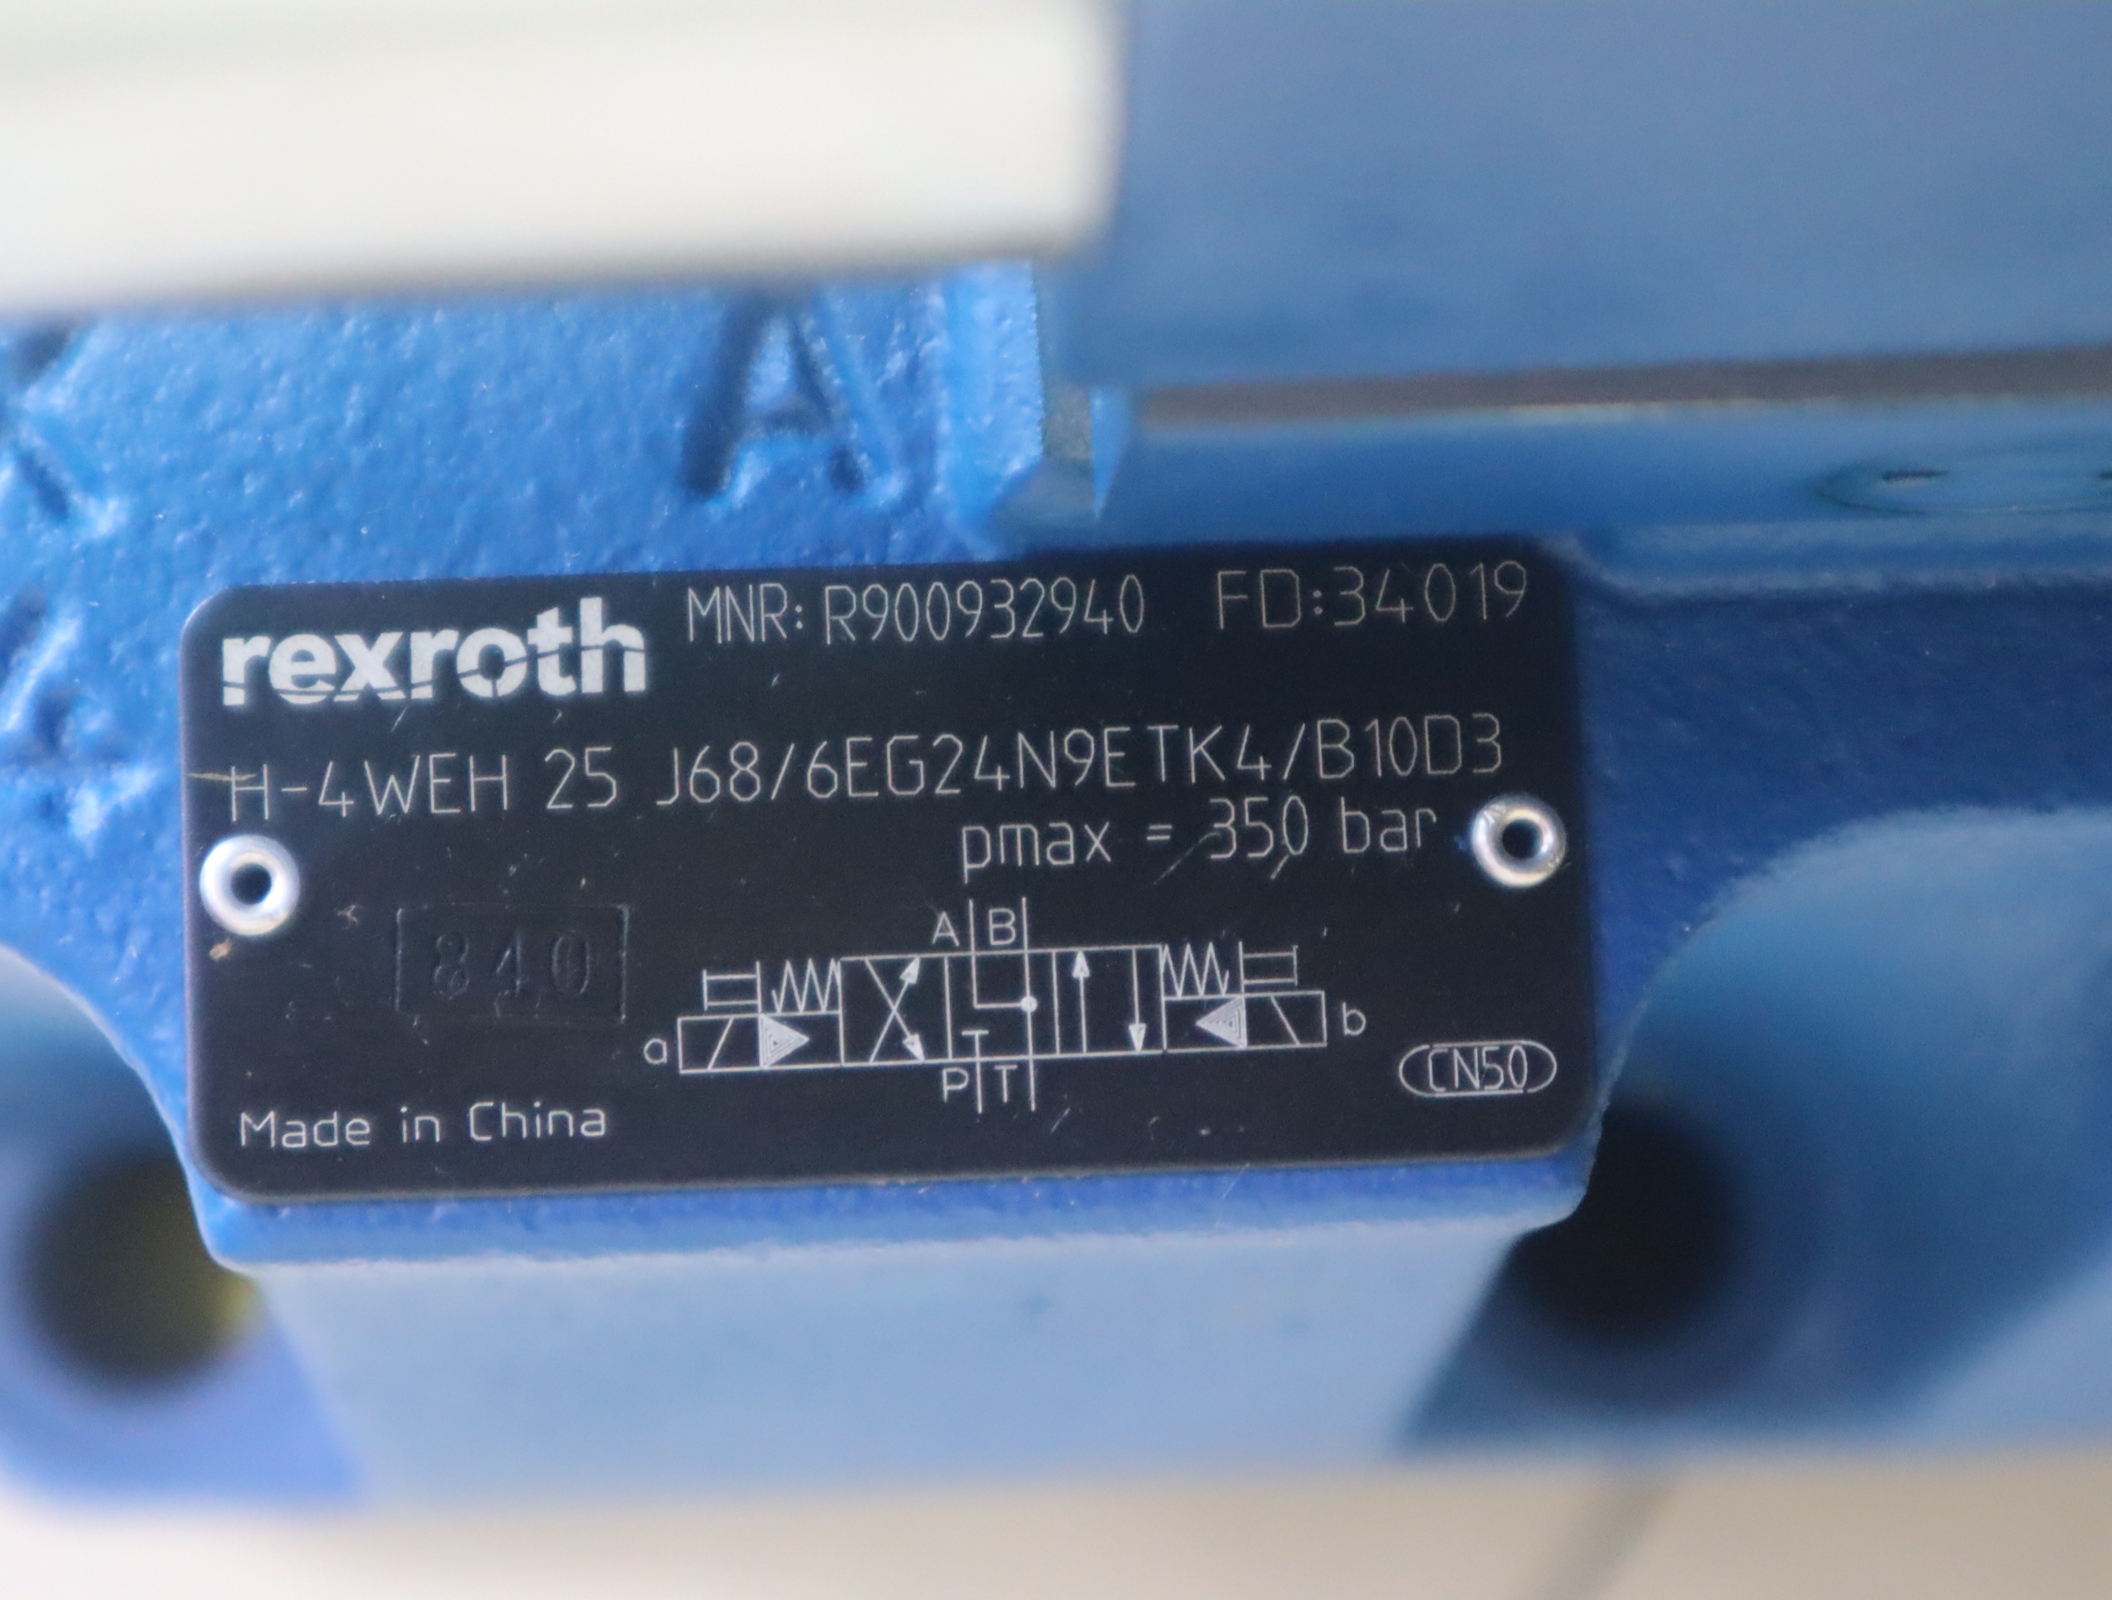 A
rexroth MNR: R900932940 FD:34019
H-4WEH 25 J68/6EG24N9ETK4/B10D3
pmax = 350 bar
840
A B
a b
P T
CN50
Made in China